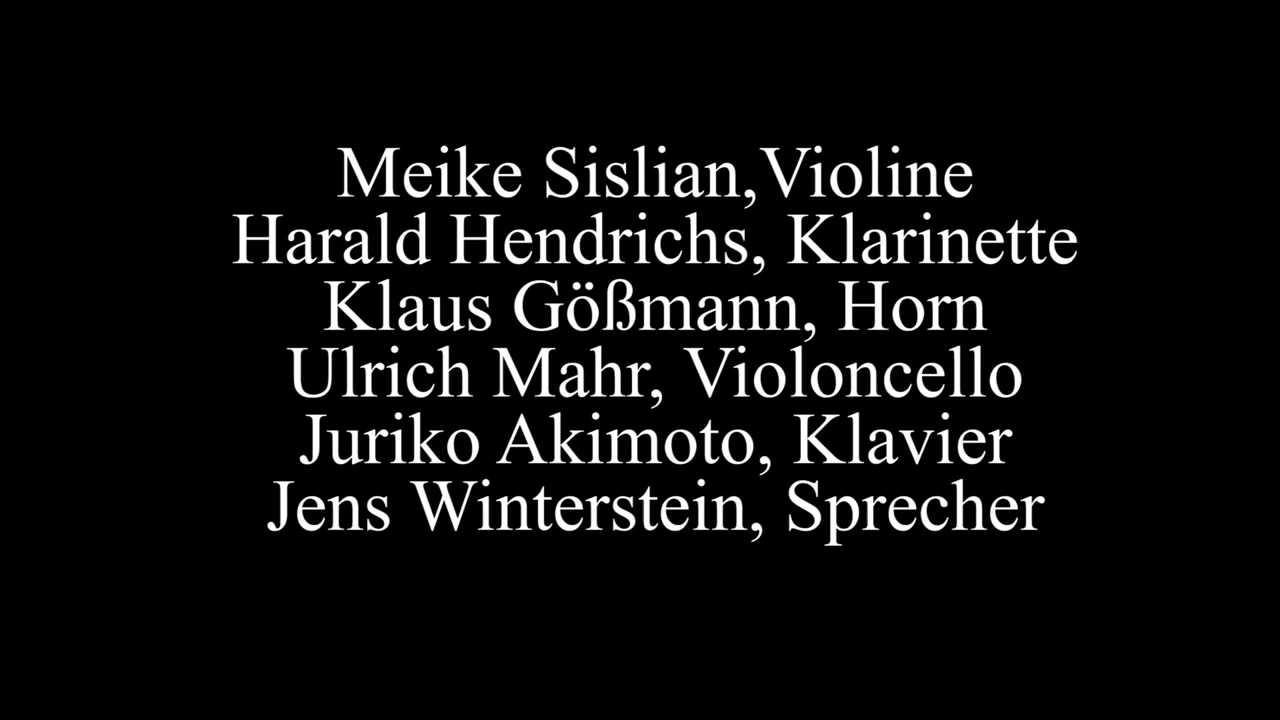 Meike Sislian,Violine
Harald Hendrichs, Klarinette
Klaus Gößmann, Horn
Ulrich Mahr, Violoncello
Juriko Akimoto, Klavier
Jens Winterstein, Sprecher